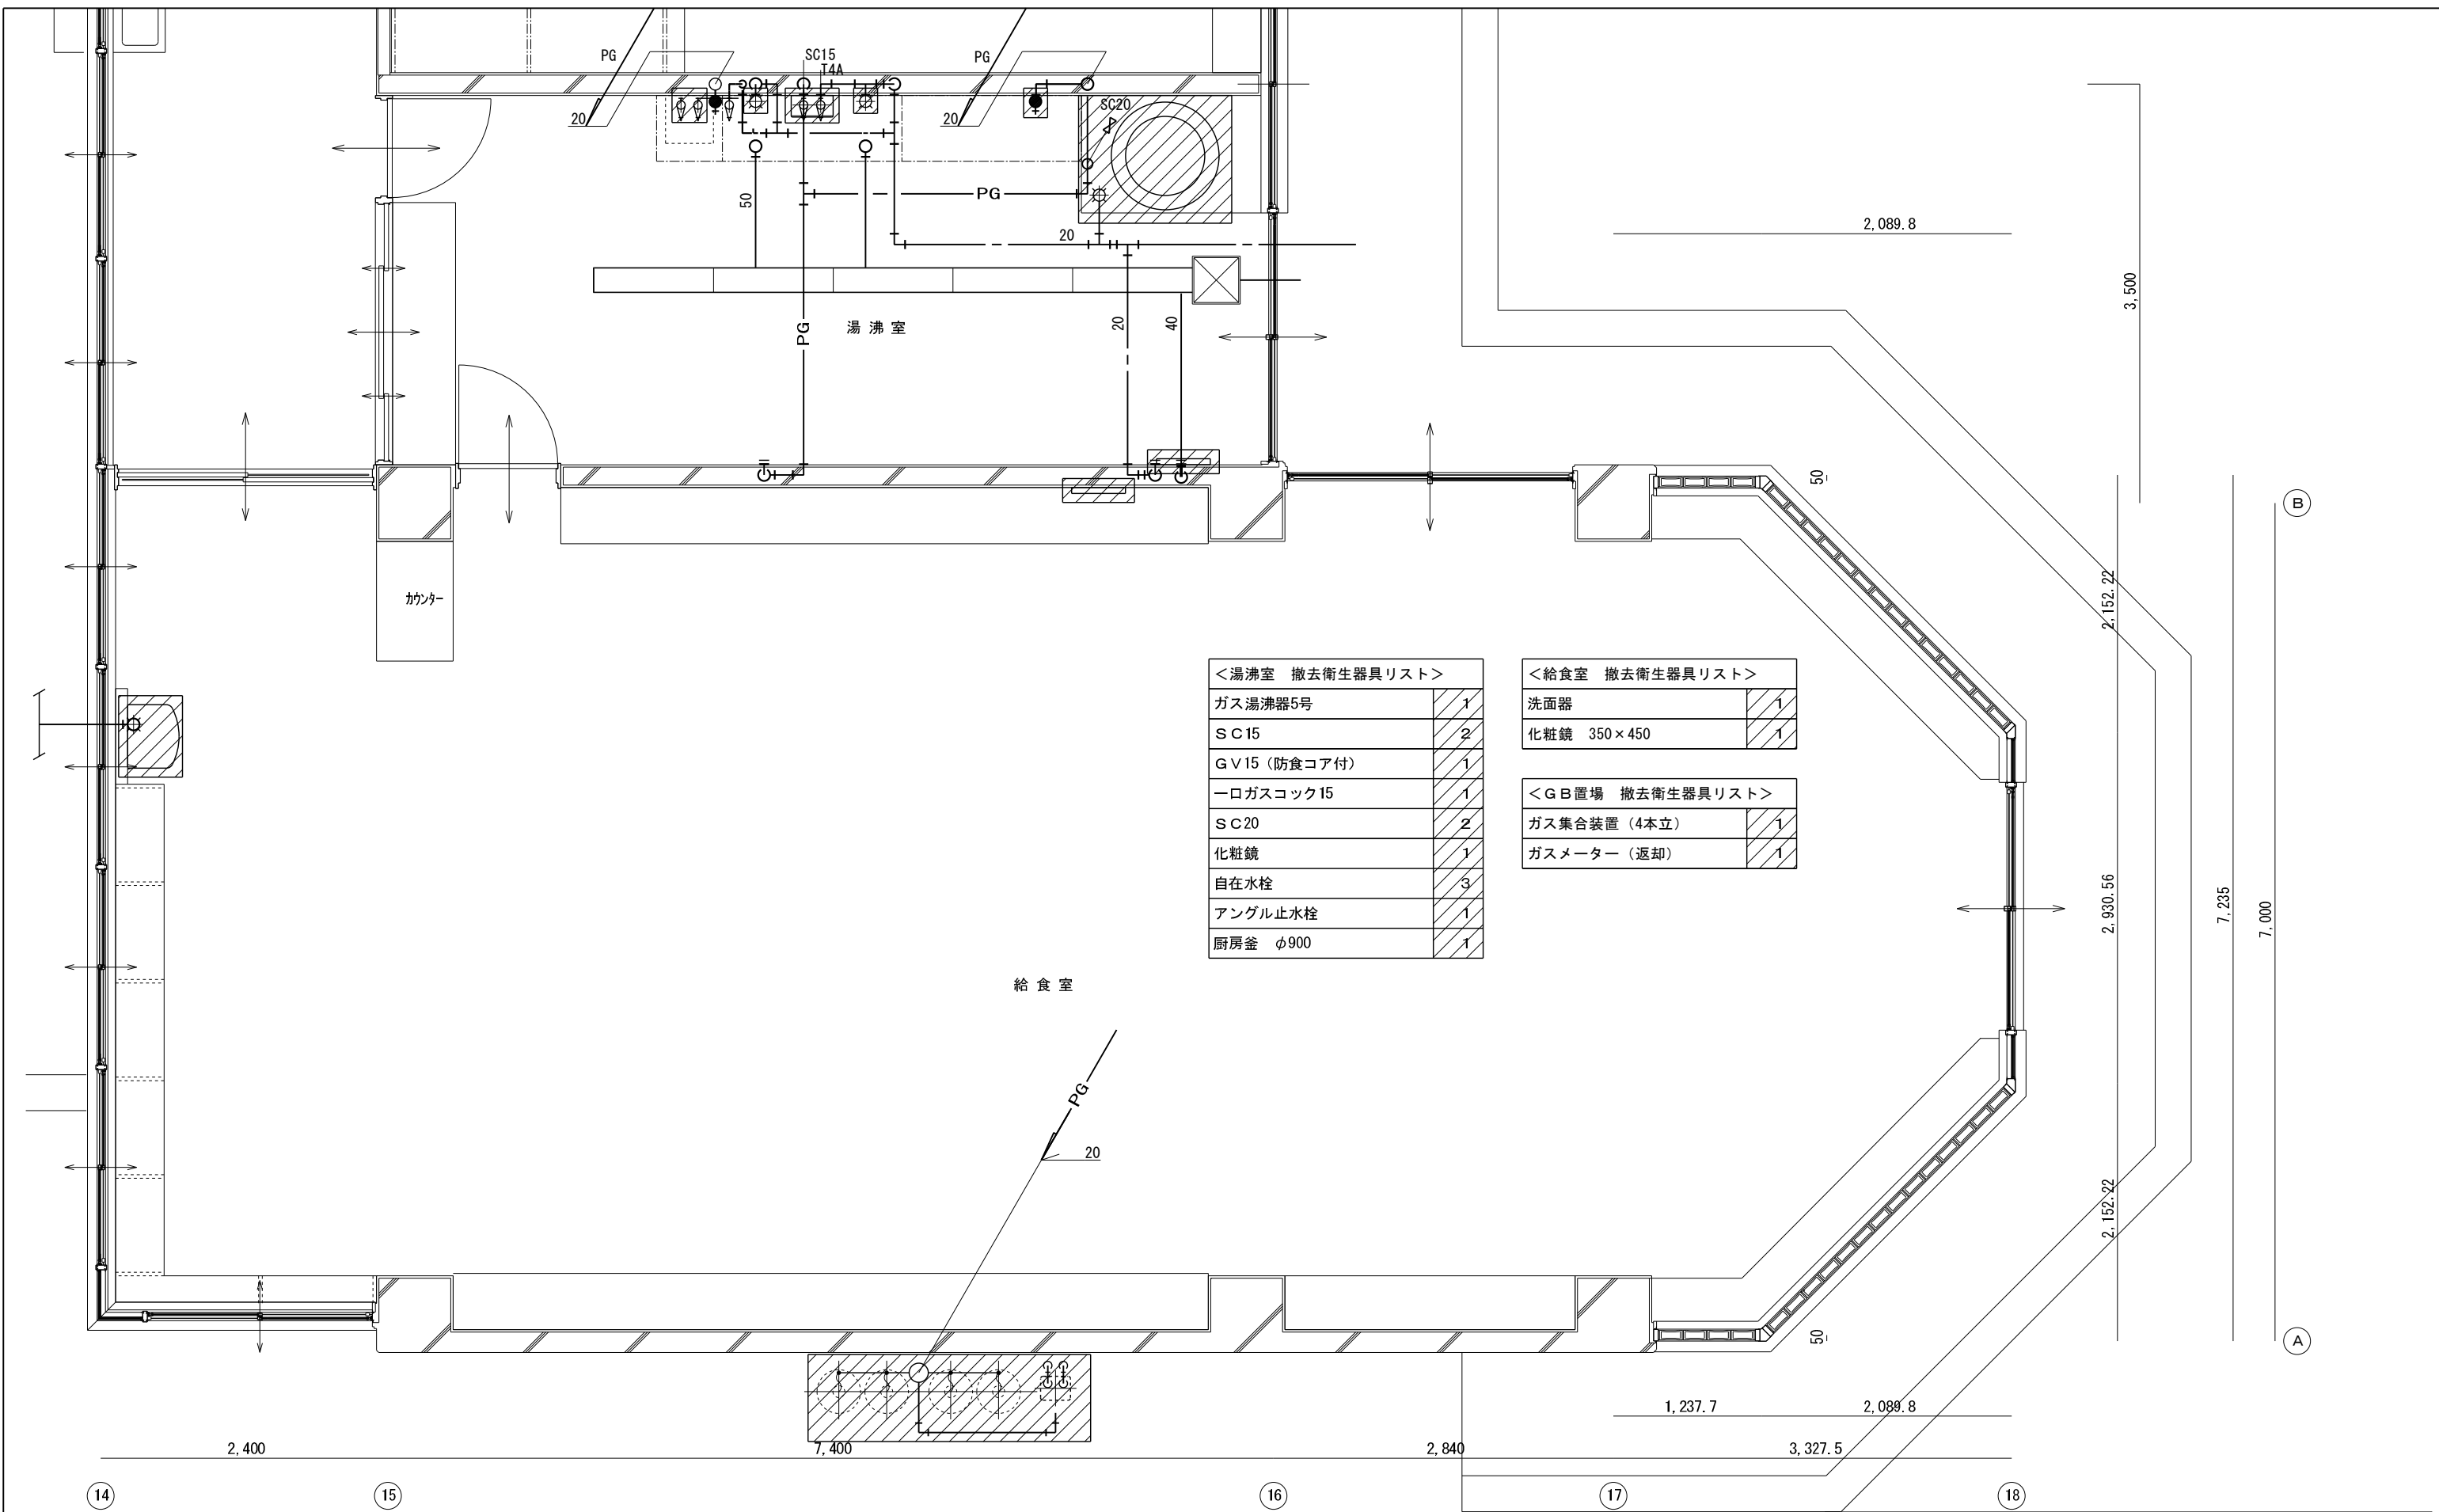 PG
SC15
T4A
PG
20
20
SC20
50
PG
20
2,089.8
3,500
PG
湯沸室
20
40
50
B
カウンター
2,152.22
＜湯沸室　撤去衛生器具リスト＞
ガス湯沸器5号 1
ＳＣ15 2
ＧＶ15（防食コア付） 1
一口ガスコック15 1
ＳＣ20 2
化粧鏡 1
自在水栓 3
アングル止水栓 1
厨房釜　φ900 1
＜給食室　撤去衛生器具リスト＞
洗面器 1
化粧鏡　350×450 1
＜ＧＢ置場　撤去衛生器具リスト＞
ガス集合装置（4本立） 1
ガスメーター（返却） 1
2,930.56
7,235
7,000
給食室
PG
20
2,152.22
50
A
1,237.7
2,089.8
2,400
7,400
2,840
3,327.5
14
15
16
17
18